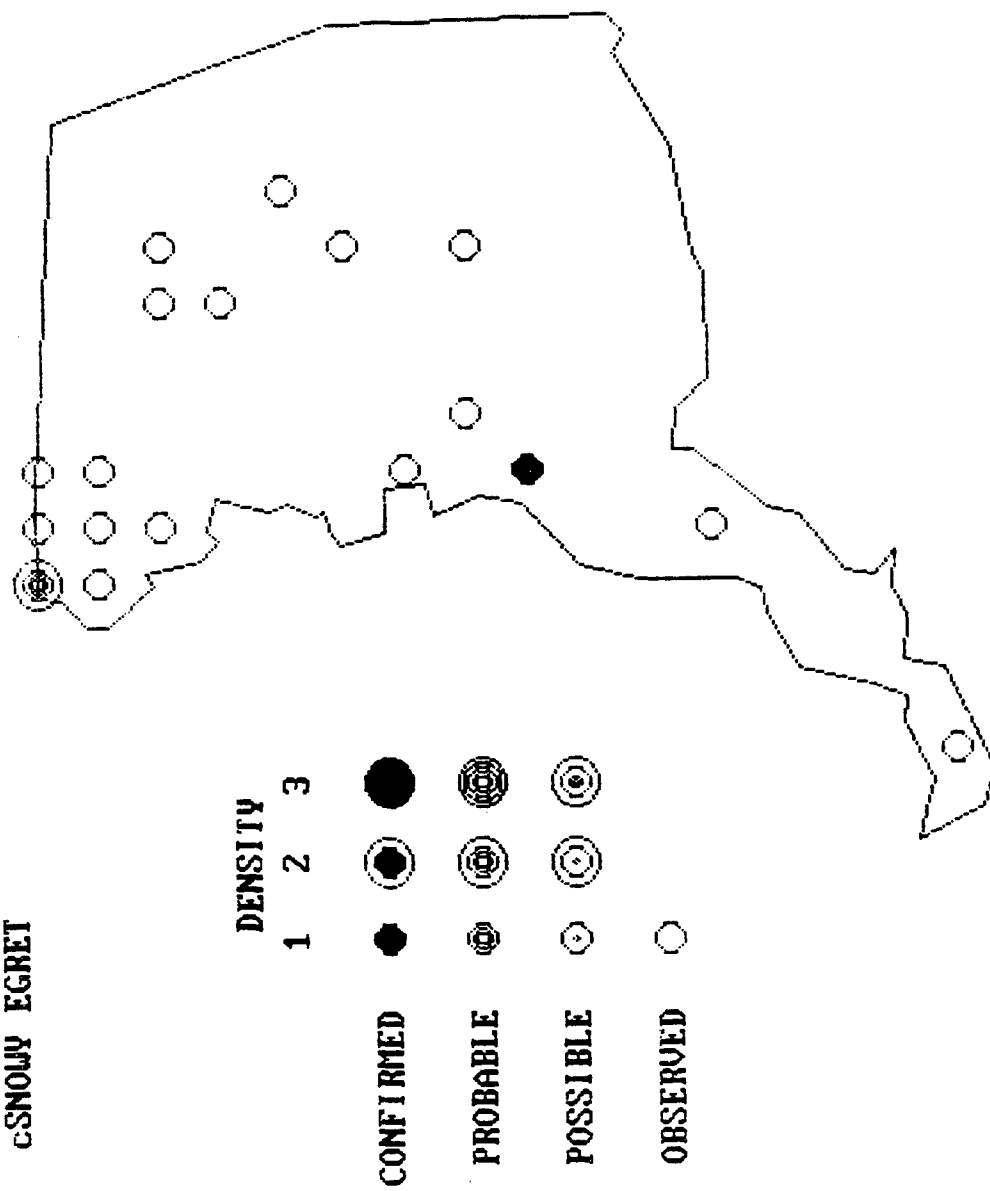 cSNOWY EGRET
DENSITY
1 2 3
CONFIRMED
PROBABLE
POSSIBLE
OBSERVED